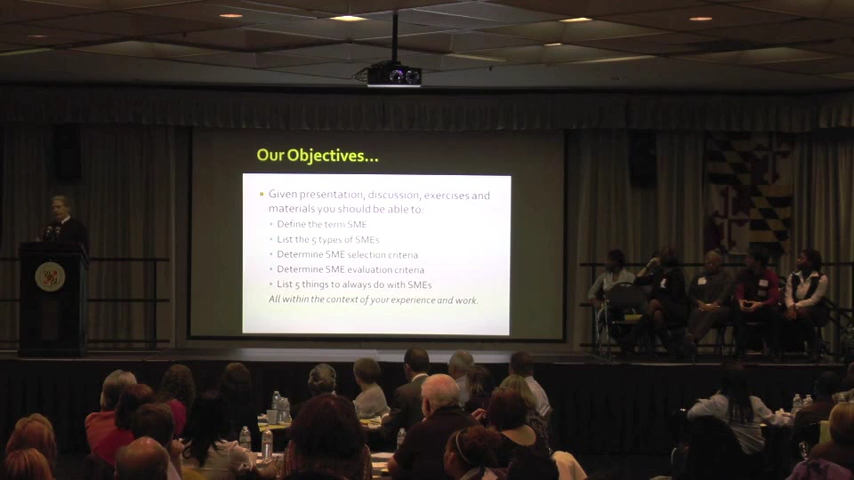 Our Objectives...
Given presentation, discussion, exercises and
materials you should be able to:
Define the term SME
List the 5 types of SMEs
Determine SME selection criteria
Determine SME evaluation criteria
List 5 things to always do with SMEs
All within the context of your experience and work.